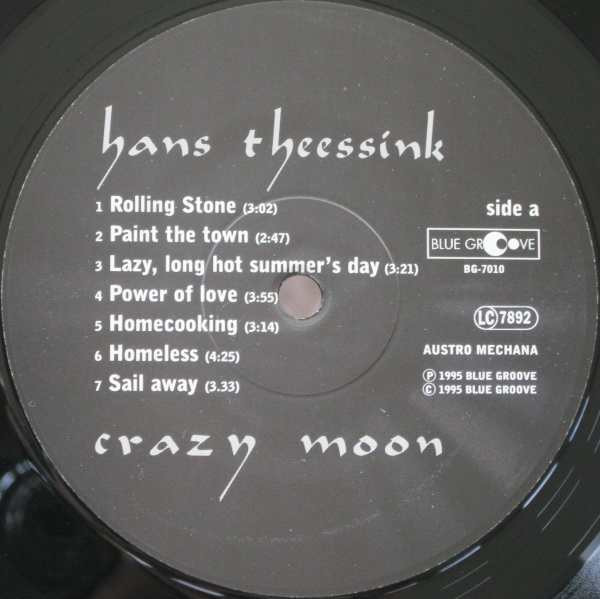 hans theessink
1 Rolling Stone (3:02)
2 Paint the town (2:47)
3 Lazy, long hot summer's day (3:21)
4 Power of love (3:55)
5 Homecooking (3:14)
6 Homeless (4:25)
7 Sail away (3.33)
side a
BLUE GROOVE
BG-7010
LC 7892
AUSTRO MECHANA
Ⓟ 1995 BLUE GROOVE
© 1995 BLUE GROOVE
crazy moon